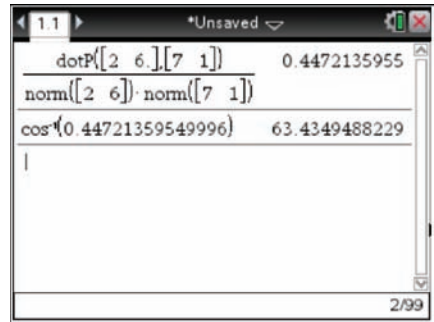 1.1 *Unsaved
dotP([2 6.],[7 1])
norm([2 6])·norm([7 1])
0.4472135955
cos⁻¹(0.44721359549996) 63.4349488229
2/99